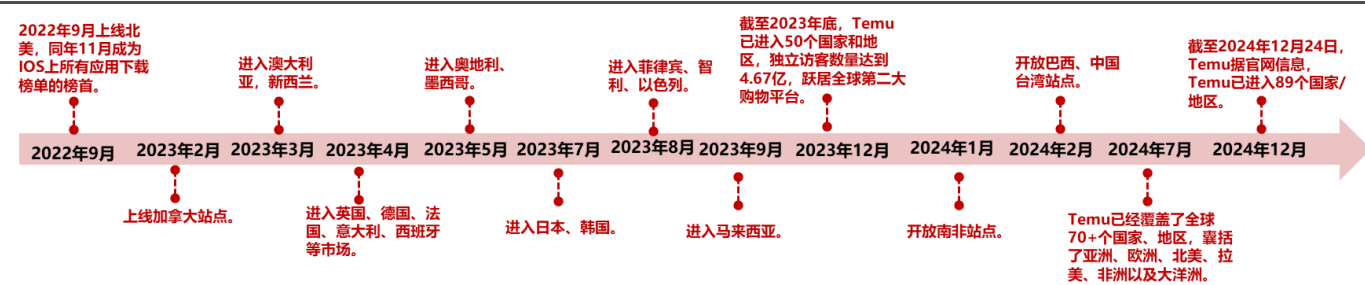 2022年9月上线北
美，同年11月成为
IOS上所有应用下载
榜单的榜首。
进入澳大利
亚，新西兰。
进入奥地利、
墨西哥。
进入菲律宾、智
利、以色列。
截至2023年底，Temu
已进入50个国家和地
区，独立访客数量达到
4.67亿，跃居全球第二大
购物平台。
开放巴西、中国
台湾站点。
截至2024年12月24日，
Temu据官网信息，
Temu已进入89个国家/
地区。
2022年9月
2023年2月
2023年3月
2023年4月
2023年5月
2023年7月
2023年8月
2023年9月
2023年12月
2024年1月
2024年2月
2024年7月
2024年12月
上线加拿大站点。
进入英国、德国、法
国、意大利、西班牙
等市场。
进入日本、韩国。
进入马来西亚。
开放南非站点。
Temu已经覆盖了全球
70+个国家、地区，囊括
了亚洲、欧洲、北美、拉
美、非洲以及大洋洲。